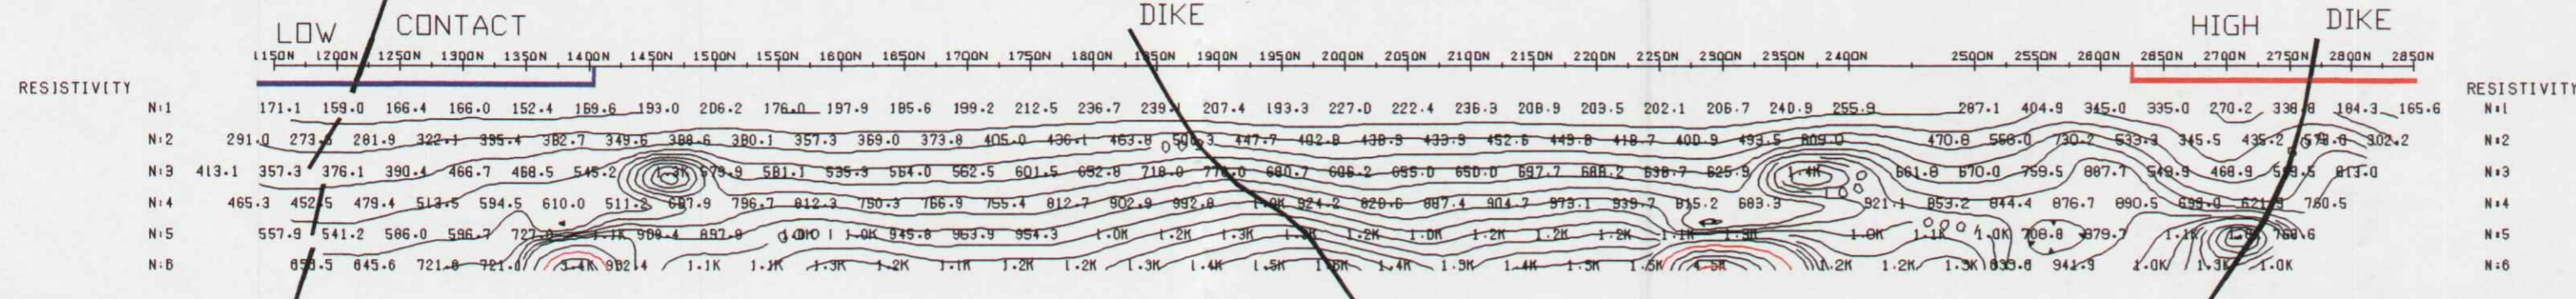 DIKE
CONTACT HIGH DIKE
LOW
1150N 1200N 1250N 1300N 1350N 1400N 1450N 1500N 1550N 1600N 1650N 1700N 1750N 1800N 1850N 1900N 1950N 2000N 2050N 2100N 2150N 2200N 2250N 2300N 2350N 2400N 2500N 2550N 2600N 2650N 2700N 2750N 2800N 2850N
RESISTIVITY RESISTIVITY
N:1 171.1 159.0 166.4 166.0 152.4 169.6 193.0 206.2 176.0 197.9 185.6 199.2 212.5 236.7 207.4 193.3 227.0 222.4 236.3 208.9 203.5 202.1 206.7 240.9 255.9 287.1 404.9 345.0 335.0 270.2 338.8 184.3 165.6 N:1
N:2 291.0 281.9 322.1 335.4 382.7 349.6 388.6 380.1 357.3 369.0 373.8 405.0 436.1 463.8 447.7 402.8 438.9 433.9 452.6 449.8 418.7 400.9 493.5 809.0 470.8 568.0 730.2 533.3 345.5 435.2 302.2 N:2
N:3 413.1 357.3 376.1 390.4 466.7 468.5 545.2 1.3K 579.9 581.1 535.3 564.0 562.5 601.5 652.8 718.0 680.7 606.2 655.0 650.0 697.7 688.2 638.7 625.9 1.4K 661.8 670.0 759.5 887.7 549.9 468.9 813.0 N:3
N:4 465.3 452.5 479.4 513.5 594.5 610.0 511.2 796.7 812.3 750.3 766.9 755.4 812.7 902.9 992.8 924.2 820.6 887.4 904.7 973.1 939.7 815.2 683.3 921.1 853.2 844.4 876.7 890.5 699.0 760.5 N:4
N:5 557.9 541.2 586.0 596.7 1.1K 897.8 1.0K 945.8 963.9 954.3 1.0K 1.2K 1.3K 1.2K 1.0K 1.2K 1.2K 1.2K 1.1K 1.0K 1.1K 1.0K 708.8 979.7 1.1K N:5
N:6 645.6 721.8 721.0 982.4 1.1K 1.1K 1.3K 1.2K 1.1K 1.2K 1.2K 1.3K 1.4K 1.5K 1.4K 1.3K 1.4K 1.5K 1.5K 4.5K 1.2K 1.2K 1.3K 833.6 941.9 1.0K 1.3K 1.0K N:6